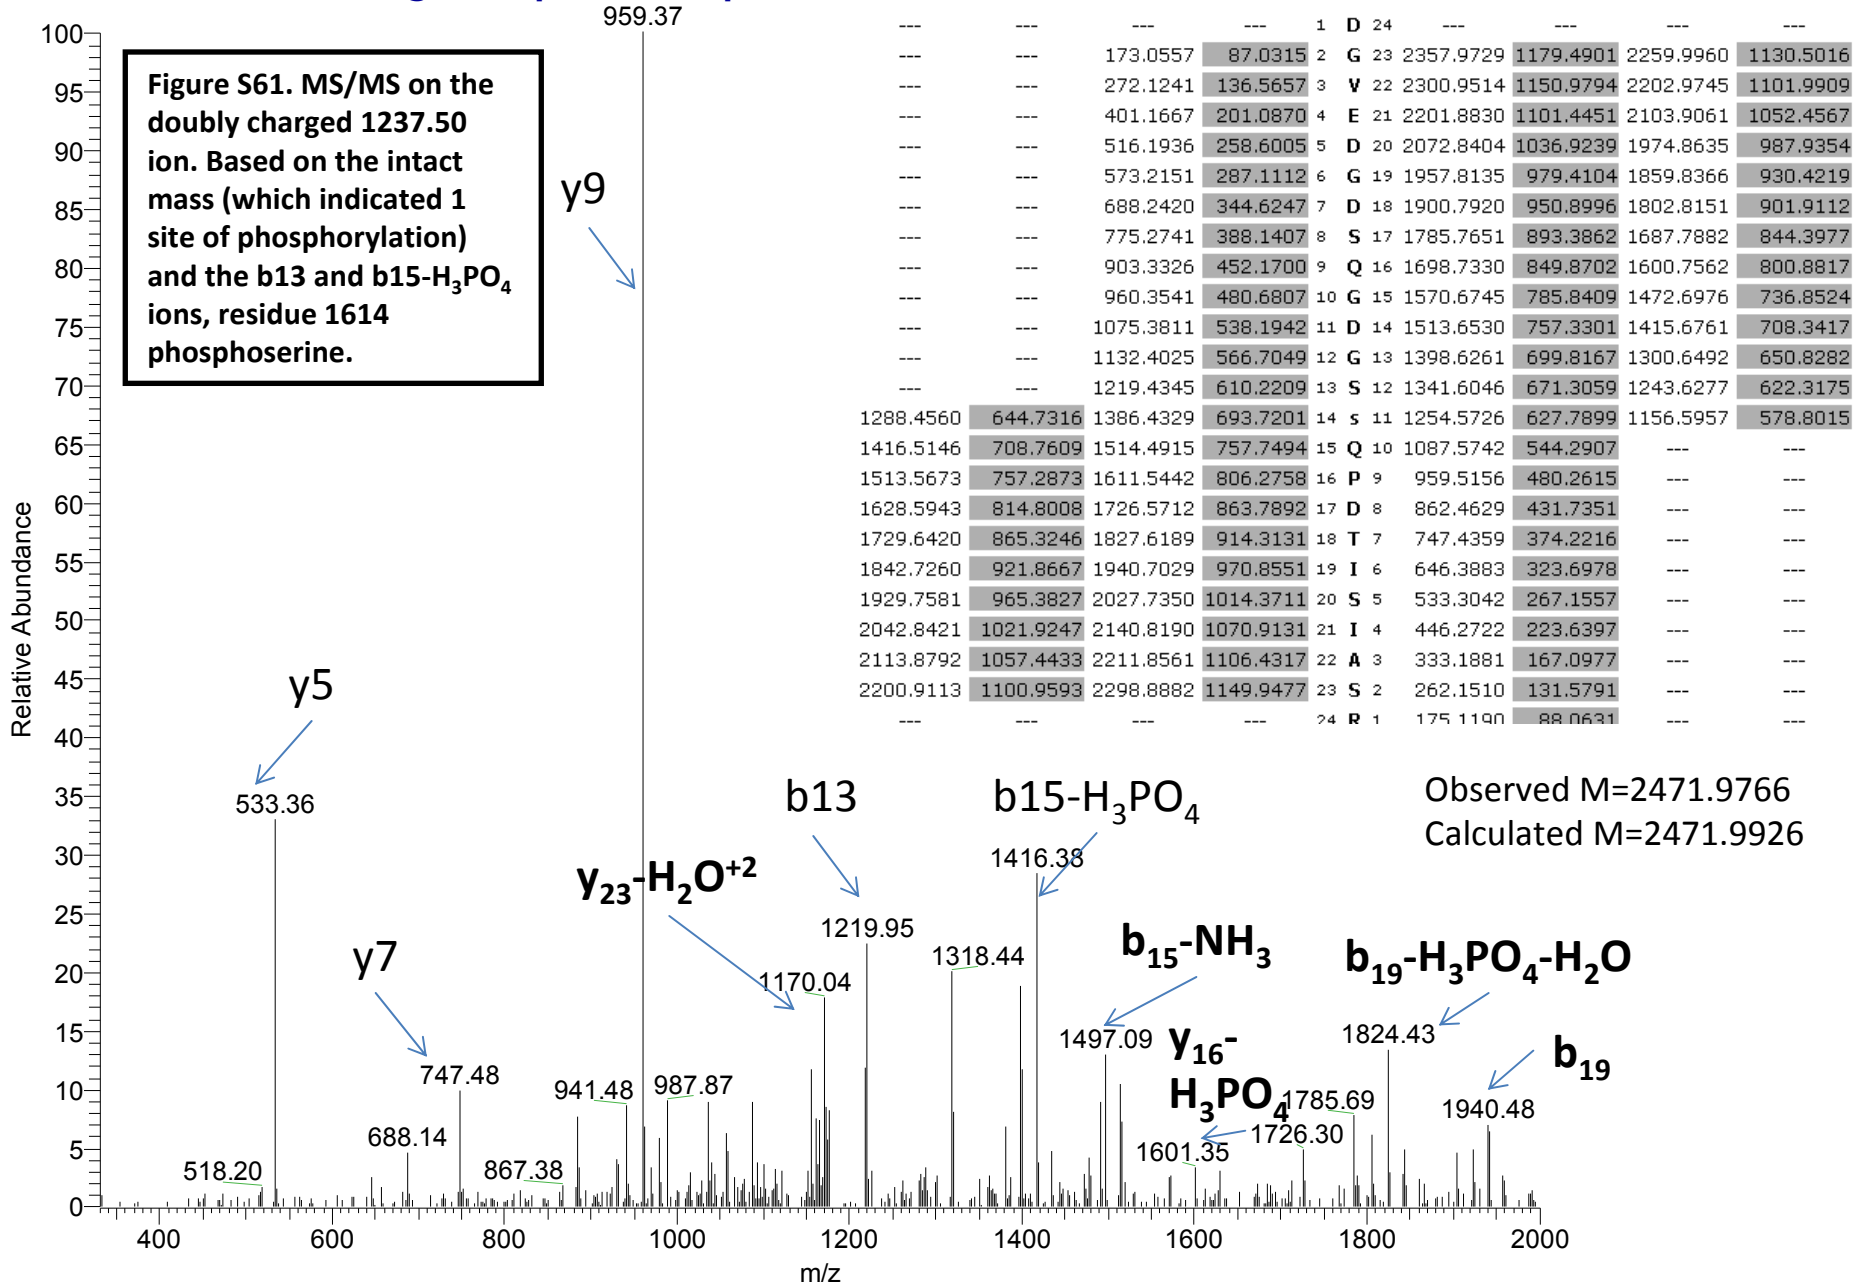 Figure S61. MS/MS on the
doubly charged 1237.50
ion. Based on the intact
mass (which indicated 1
site of phosphorylation)
and the b13 and b15-H₃PO₄
ions, residue 1614
phosphoserine.
--- --- --- --- 1 D 24 --- --- --- ---
--- --- 173.0557 87.0315 2 G 23 2357.9729 1179.4901 2259.9960 1130.5016
--- --- 272.1241 136.5657 3 V 22 2300.9514 1150.9794 2202.9745 1101.9909
--- --- 401.1667 201.0870 4 E 21 2201.8830 1101.4451 2103.9061 1052.4567
--- --- 516.1936 258.6005 5 D 20 2072.8404 1036.9239 1974.8635 987.9354
--- --- 573.2151 287.1112 6 G 19 1957.8135 979.4104 1859.8366 930.4219
--- --- 688.2420 344.6247 7 D 18 1900.7920 950.8996 1802.8151 901.9112
--- --- 775.2741 388.1407 8 S 17 1785.7651 893.3862 1687.7882 844.3977
--- --- 903.3326 452.1700 9 Q 16 1698.7330 849.8702 1600.7562 800.8817
--- --- 960.3541 480.6807 10 G 15 1570.6745 785.8409 1472.6976 736.8524
--- --- 1075.3811 538.1942 11 D 14 1513.6530 757.3301 1415.6761 708.3417
--- --- 1132.4025 566.7049 12 G 13 1398.6261 699.8167 1300.6492 650.8282
--- --- 1219.4345 610.2209 13 S 12 1341.6046 671.3059 1243.6277 622.3175
1288.4560 644.7316 1386.4329 693.7201 14 s 11 1254.5726 627.7899 1156.5957 578.8015
1416.5146 708.7609 1514.4915 757.7494 15 Q 10 1087.5742 544.2907 --- ---
1513.5673 757.2873 1611.5442 806.2758 16 P 9 959.5156 480.2615 --- ---
1628.5943 814.8008 1726.5712 863.7892 17 D 8 862.4629 431.7351 --- ---
1729.6420 865.3246 1827.6189 914.3131 18 T 7 747.4359 374.2216 --- ---
1842.7260 921.8667 1940.7029 970.8551 19 I 6 646.3883 323.6978 --- ---
1929.7581 965.3827 2027.7350 1014.3711 20 S 5 533.3042 267.1557 --- ---
2042.8421 1021.9247 2140.8190 1070.9131 21 I 4 446.2722 223.6397 --- ---
2113.8792 1057.4433 2211.8561 1106.4317 22 A 3 333.1881 167.0977 --- ---
2200.9113 1100.9593 2298.8882 1149.9477 23 S 2 262.1510 131.5791 --- ---
--- --- --- --- 24 R 1 175.1190 88.0631 --- ---
Observed M=2471.9766
Calculated M=2471.9926
959.37
y9
y5
533.36
y7
747.48
y₂₃-H₂O⁺²
1170.04
b13
1219.95
b15-H₃PO₄
1416.38
1318.44
b₁₅-NH₃
1497.09
y₁₆-
H₃PO₄
1601.35
b₁₉-H₃PO₄-H₂O
1824.43
b₁₉
1940.48
1785.69
1726.30
941.48
987.87
688.14
518.20
867.38
Relative Abundance
100
95
90
85
80
75
70
65
60
55
50
45
40
35
30
25
20
15
10
5
0
400 600 800 1000 1200 1400 1600 1800 2000
m/z